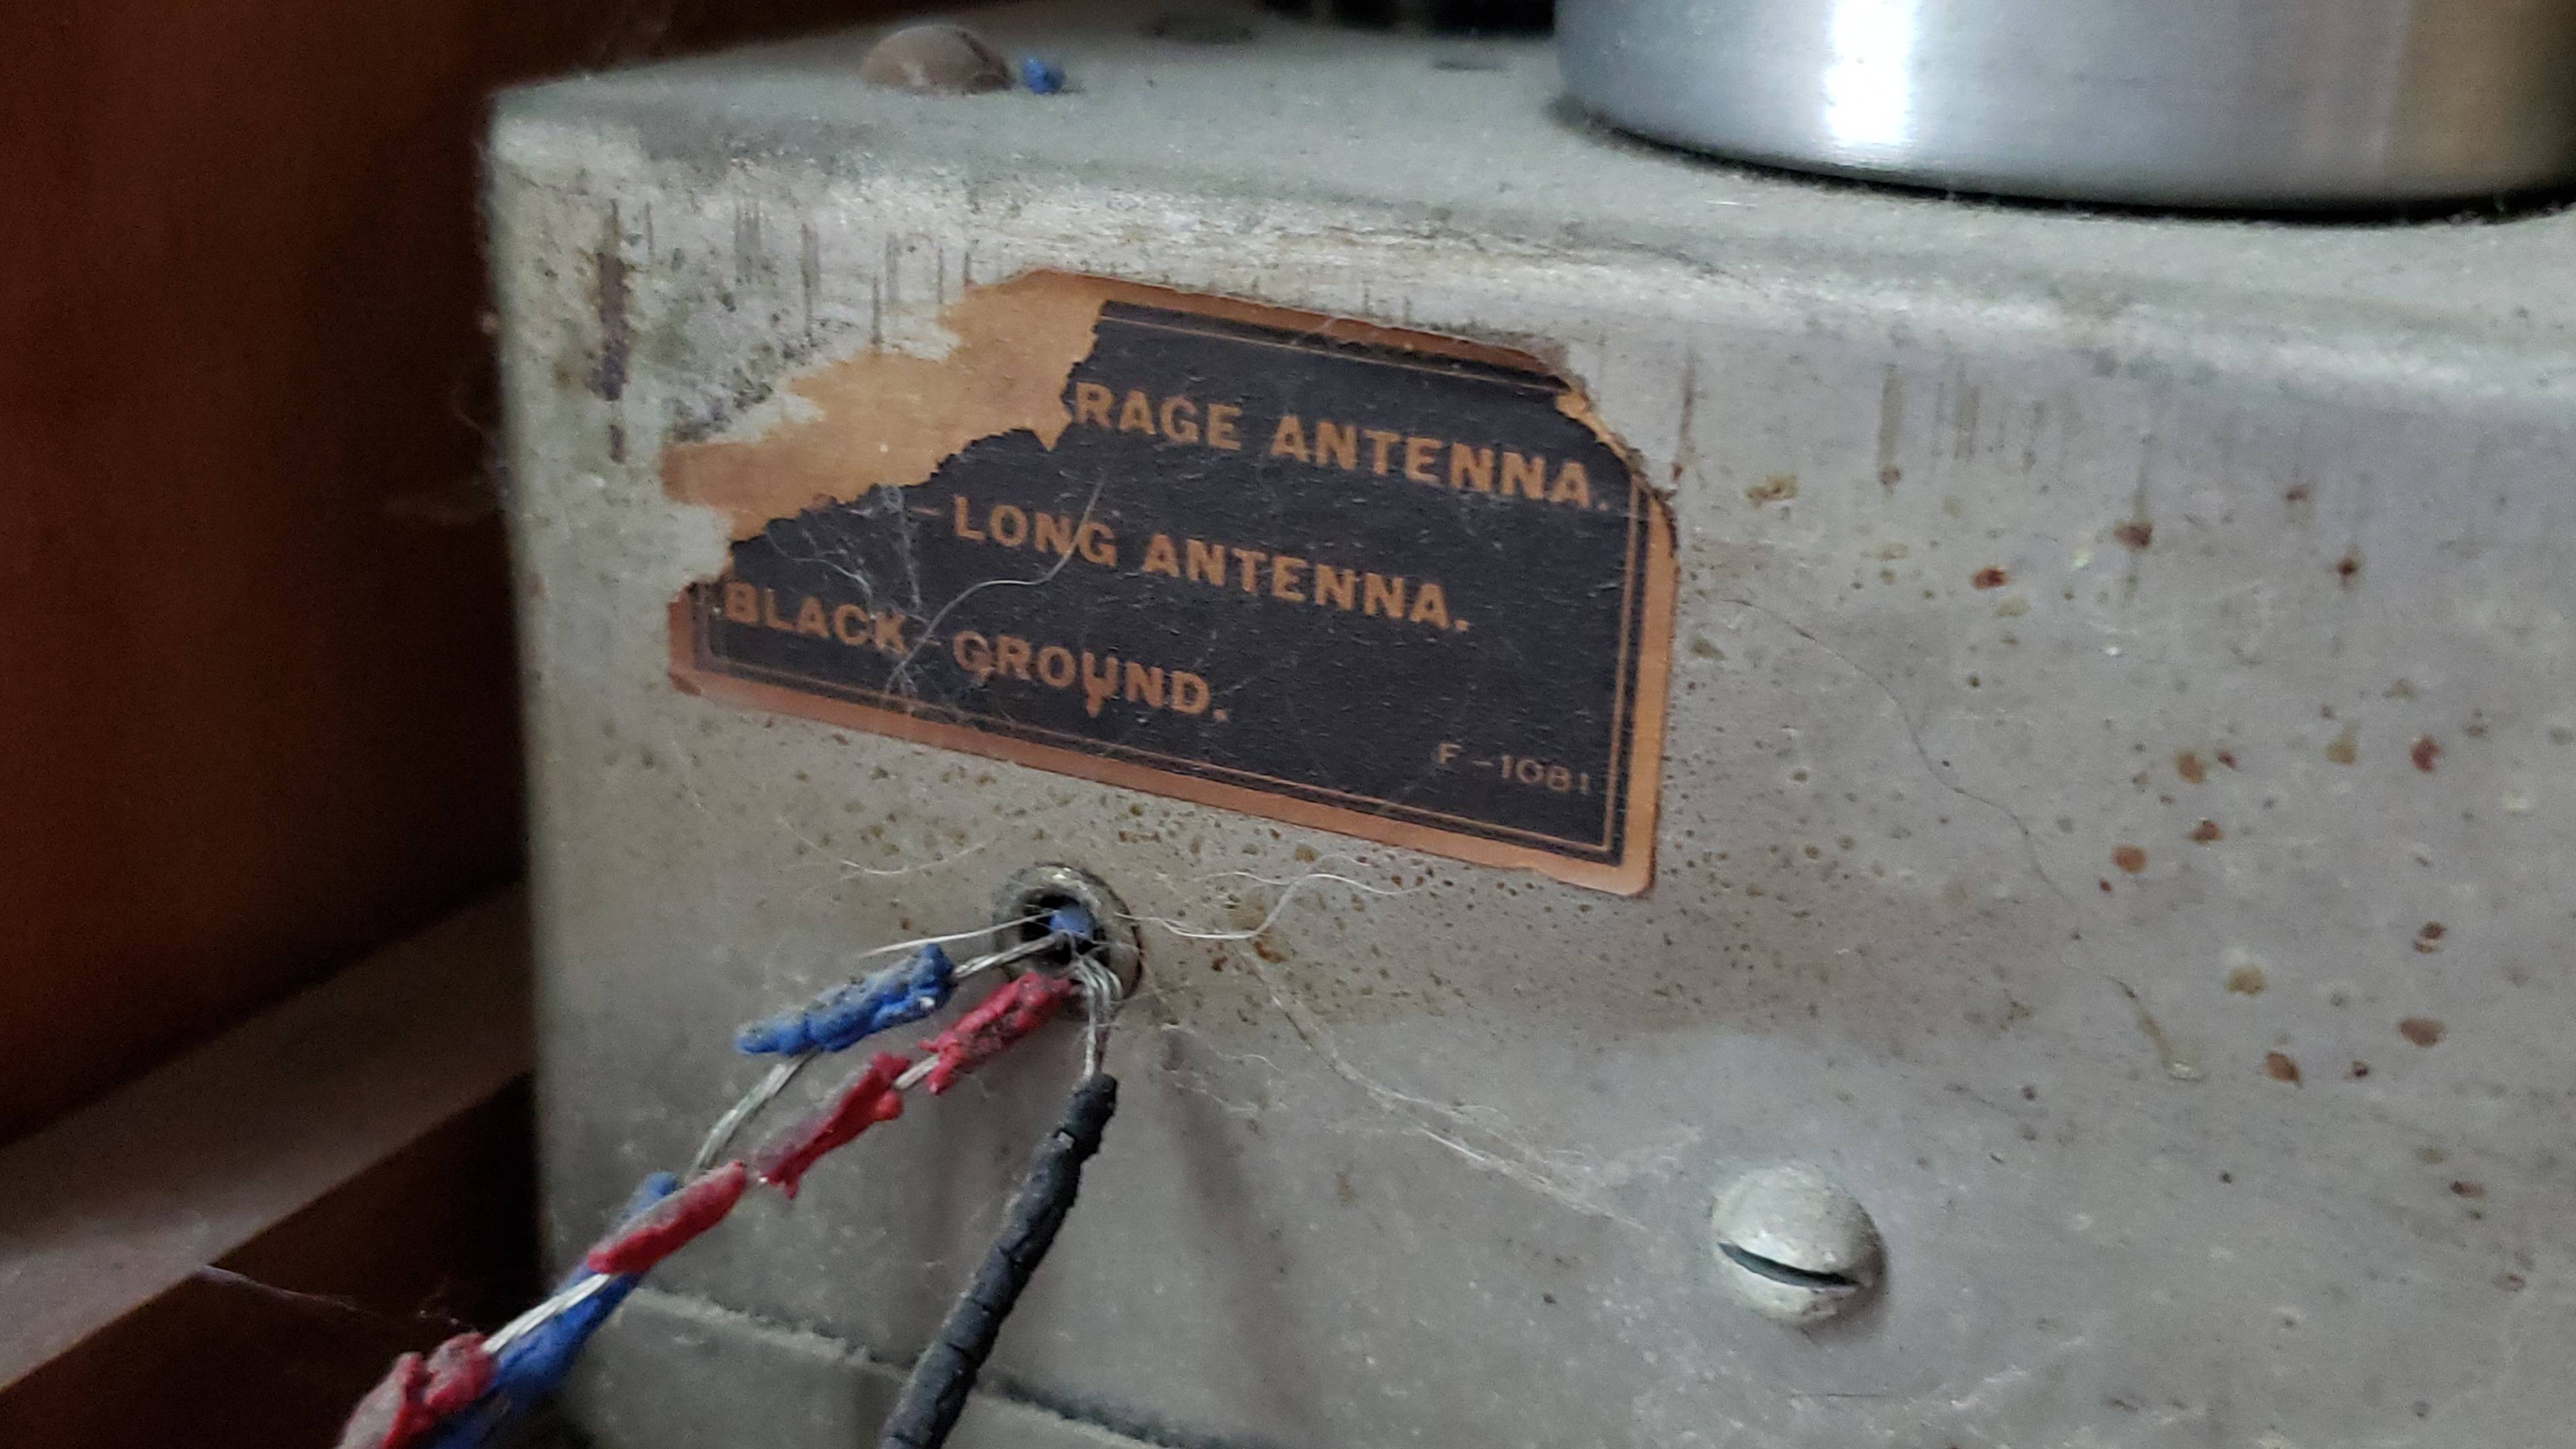 RAGE ANTENNA.
-LONG ANTENNA.
BLACK-GROUND.
F-1081